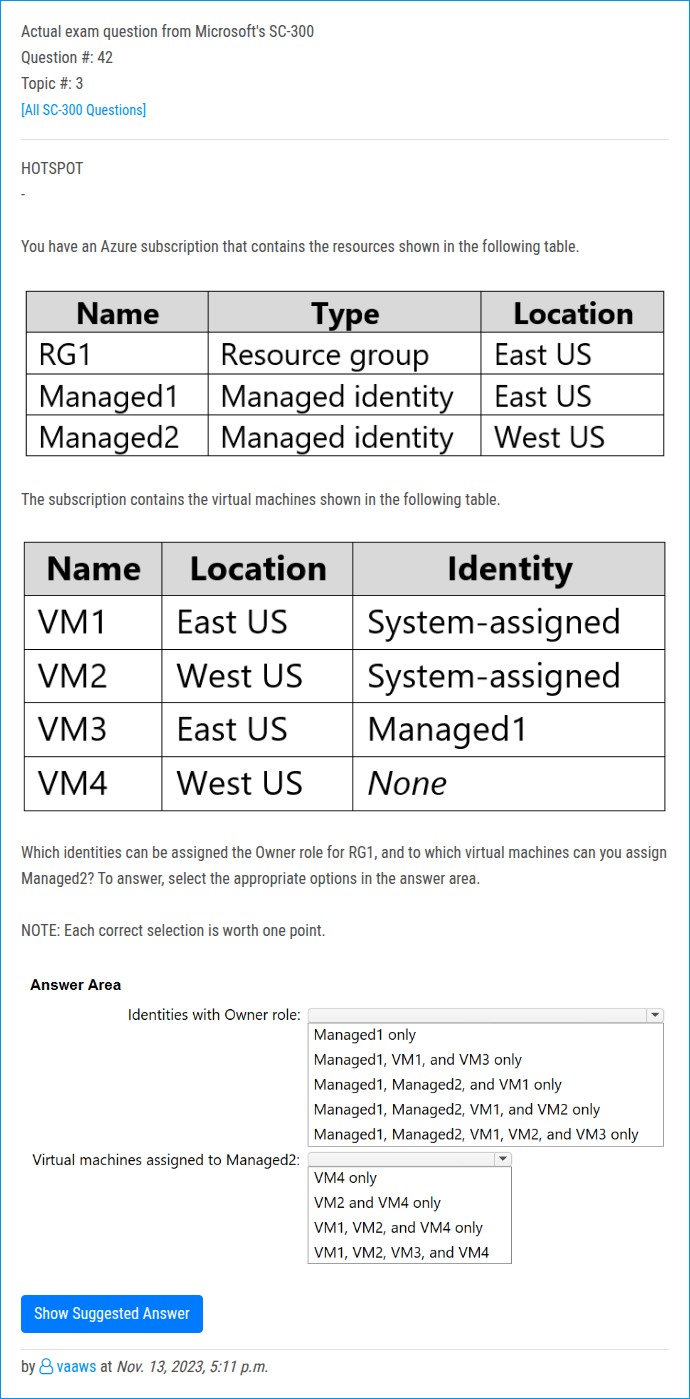 Actual exam question from Microsoft's SC-300
Question #: 42
Topic #: 3
[All SC-300 Questions]
HOTSPOT
-
You have an Azure subscription that contains the resources shown in the following table.
Name Type Location
RG1 Resource group East US
Managed1 Managed identity East US
Managed2 Managed identity West US
The subscription contains the virtual machines shown in the following table.
Name Location Identity
VM1 East US System-assigned
VM2 West US System-assigned
VM3 East US Managed1
VM4 West US None
Which identities can be assigned the Owner role for RG1, and to which virtual machines can you assign
Managed2? To answer, select the appropriate options in the answer area.
NOTE: Each correct selection is worth one point.
Answer Area
Identities with Owner role:
Managed1 only
Managed1, VM1, and VM3 only
Managed1, Managed2, and VM1 only
Managed1, Managed2, VM1, and VM2 only
Managed1, Managed2, VM1, VM2, and VM3 only
Virtual machines assigned to Managed2:
VM4 only
VM2 and VM4 only
VM1, VM2, and VM4 only
VM1, VM2, VM3, and VM4
Show Suggested Answer
by vaaws at Nov. 13, 2023, 5:11 p.m.